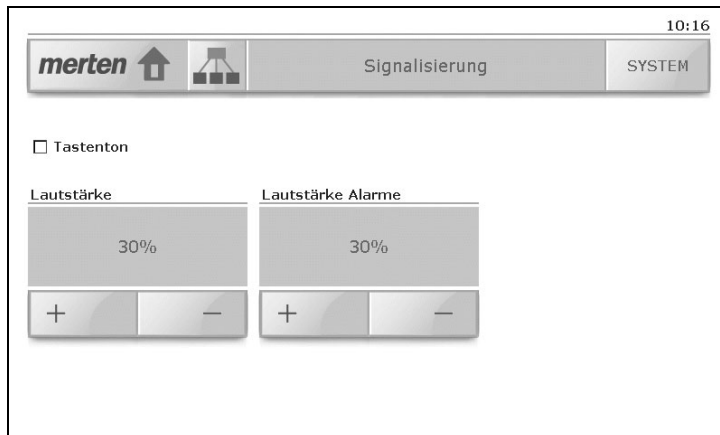 10:16
merten Signalisierung SYSTEM
Tastenton
Lautstärke Lautstärke Alarme
30% 30%
+ − + −